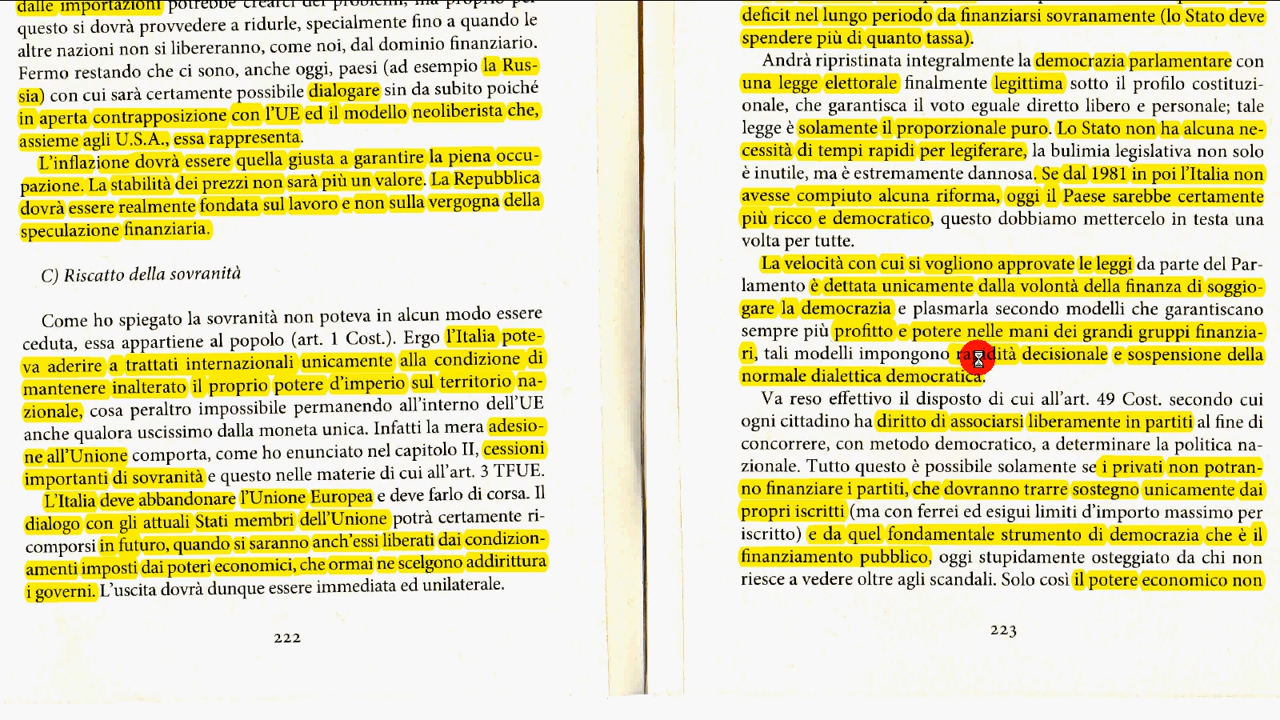 dalle importazioni potrebbe crearci dei problemi, ma proprio per
questo si dovrà provvedere a ridurle, specialmente fino a quando le
altre nazioni non si libereranno, come noi, dal dominio finanziario.
Fermo restando che ci sono, anche oggi, paesi (ad esempio la Rus-
sia) con cui sarà certamente possibile dialogare sin da subito poiché
in aperta contrapposizione con l'UE ed il modello neoliberista che,
assieme agli U.S.A., essa rappresenta.
L'inflazione dovrà essere quella giusta a garantire la piena occu-
pazione. La stabilità dei prezzi non sarà più un valore. La Repubblica
dovrà essere realmente fondata sul lavoro e non sulla vergogna della
speculazione finanziaria.
C) Riscatto della sovranità
Come ho spiegato la sovranità non poteva in alcun modo essere
ceduta, essa appartiene al popolo (art. 1 Cost.). Ergo l'Italia pote-
va aderire a trattati internazionali unicamente alla condizione di
mantenere inalterato il proprio potere d'imperio sul territorio na-
zionale, cosa peraltro impossibile permanendo all'interno dell'UE
anche qualora uscissimo dalla moneta unica. Infatti la mera adesio-
ne all'Unione comporta, come ho enunciato nel capitolo II, cessioni
importanti di sovranità e questo nelle materie di cui all'art. 3 TFUE.
L'Italia deve abbandonare l'Unione Europea e deve farlo di corsa. Il
dialogo con gli attuali Stati membri dell'Unione potrà certamente ri-
comporsi in futuro, quando si saranno anch'essi liberati dai condizion-
amenti imposti dai poteri economici, che ormai ne scelgono addirittura
i governi. L'uscita dovrà dunque essere immediata ed unilaterale.
222
deficit nel lungo periodo da finanziarsi sovranamente (lo Stato deve
spendere più di quanto tassa).
Andrà ripristinata integralmente la democrazia parlamentare con
una legge elettorale finalmente legittima sotto il profilo costituzi-
onale, che garantisca il voto eguale diretto libero e personale; tale
legge è solamente il proporzionale puro. Lo Stato non ha alcuna ne-
cessità di tempi rapidi per legiferare, la bulimia legislativa non solo
è inutile, ma è estremamente dannosa. Se dal 1981 in poi l'Italia non
avesse compiuto alcuna riforma, oggi il Paese sarebbe certamente
più ricco e democratico, questo dobbiamo mettercelo in testa una
volta per tutte.
La velocità con cui si vogliono approvate le leggi da parte del Par-
lamento è dettata unicamente dalla volontà della finanza di soggio-
gare la democrazia e plasmarla secondo modelli che garantiscano
sempre più profitto e potere nelle mani dei grandi gruppi finanzia-
ri, tali modelli impongono rapidità decisionale e sospensione della
normale dialettica democratica.
Va reso effettivo il disposto di cui all'art. 49 Cost. secondo cui
ogni cittadino ha diritto di associarsi liberamente in partiti al fine di
concorrere, con metodo democratico, a determinare la politica na-
zionale. Tutto questo è possibile solamente se i privati non potran-
no finanziare i partiti, che dovranno trarre sostegno unicamente dai
propri iscritti (ma con ferrei ed esigui limiti d'importo massimo per
iscritto) e da quel fondamentale strumento di democrazia che è il
finanziamento pubblico, oggi stupidamente osteggiato da chi non
riesce a vedere oltre agli scandali. Solo così il potere economico non
223